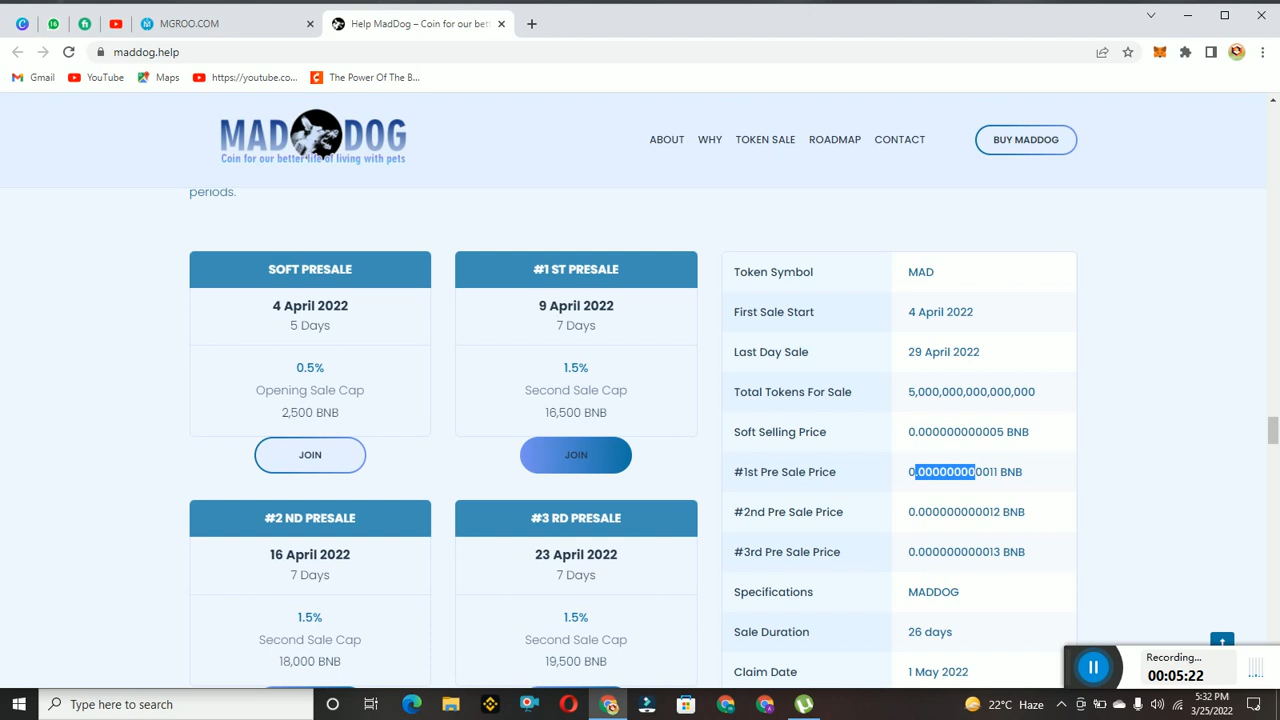 MGROO.COM
Help MadDog – Coin for our bett
maddog.help
Gmail
YouTube
Maps
https://youtube.co...
The Power Of The B...
MAD DOG
Coin for our better life of living with pets
ABOUT
WHY
TOKEN SALE
ROADMAP
CONTACT
BUY MADDOG
periods.
SOFT PRESALE
4 April 2022
5 Days
0.5%
Opening Sale Cap
2,500 BNB
JOIN
#1 ST PRESALE
9 April 2022
7 Days
1.5%
Second Sale Cap
16,500 BNB
JOIN
#2 ND PRESALE
16 April 2022
7 Days
1.5%
Second Sale Cap
18,000 BNB
#3 RD PRESALE
23 April 2022
7 Days
1.5%
Second Sale Cap
19,500 BNB
Token Symbol MAD
First Sale Start 4 April 2022
Last Day Sale 29 April 2022
Total Tokens For Sale 5,000,000,000,000,000
Soft Selling Price 0.000000000005 BNB
#1st Pre Sale Price 0.000000000011 BNB
#2nd Pre Sale Price 0.000000000012 BNB
#3rd Pre Sale Price 0.000000000013 BNB
Specifications MADDOG
Sale Duration 26 days
Claim Date 1 May 2022
Recording...
00:05:22
Type here to search
22°C Haze
5:32 PM
3/25/2022